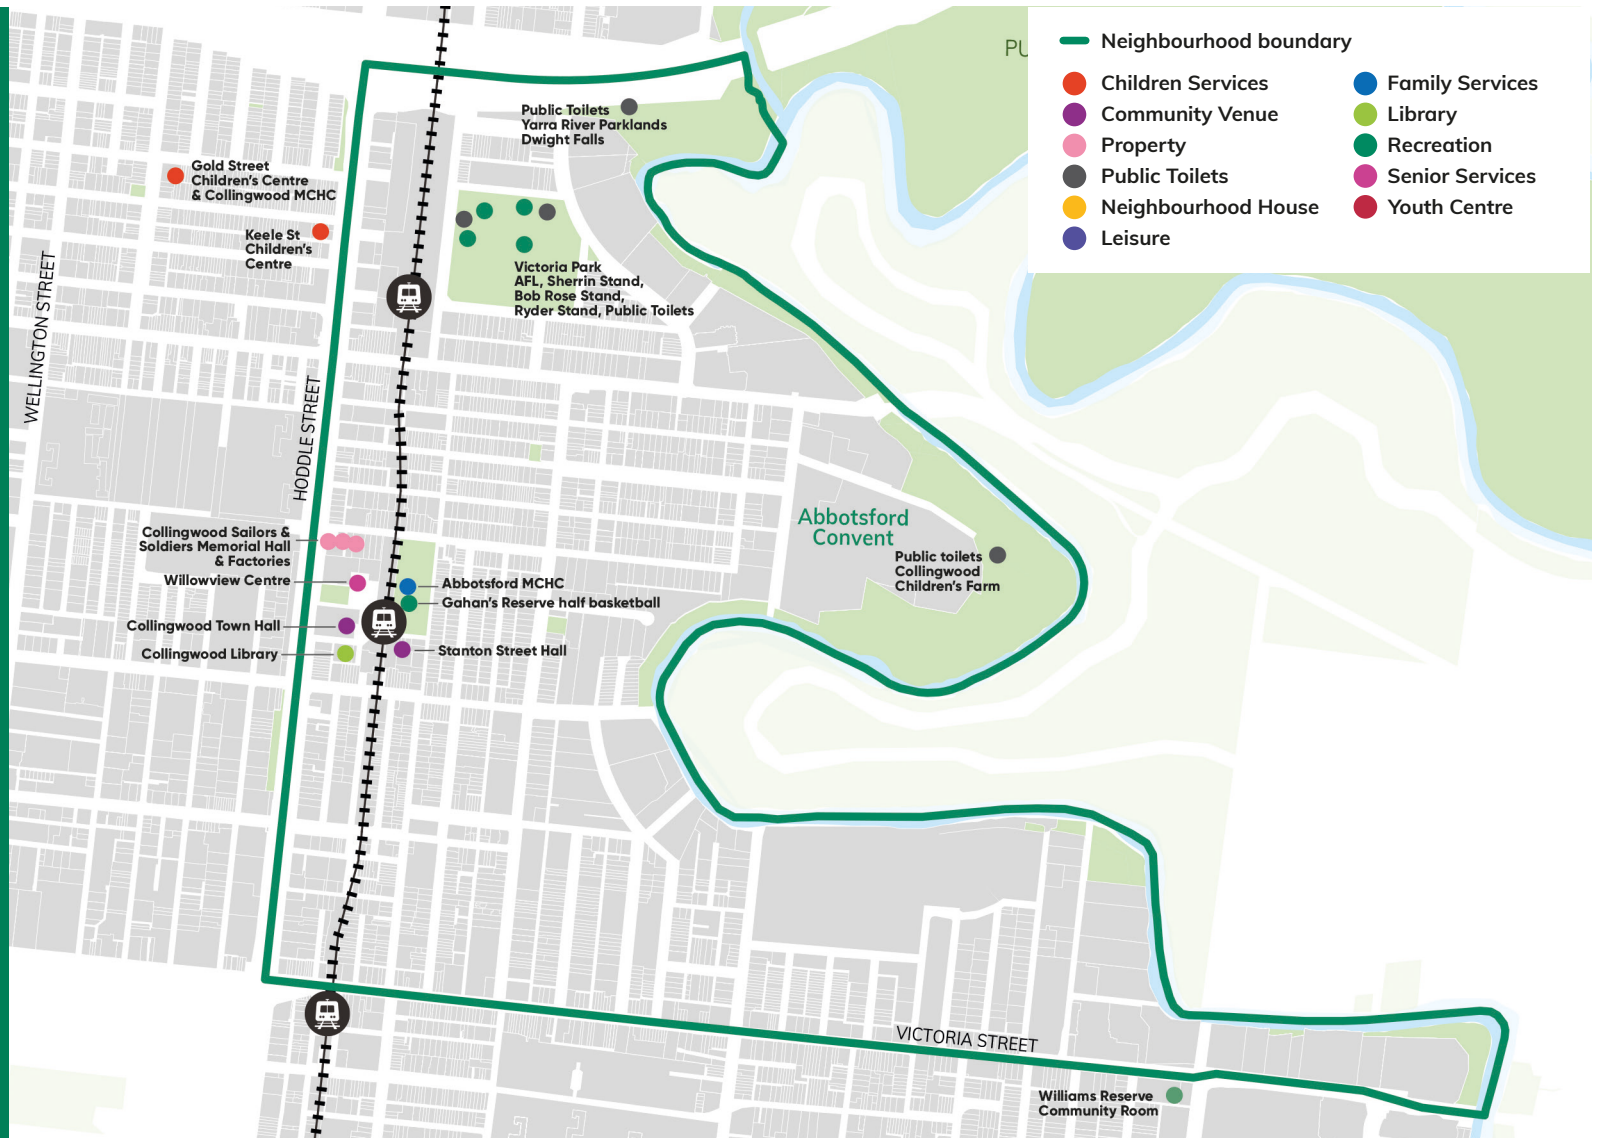 PU
Neighbourhood boundary
Children Services
Community Venue
Property
Public Toilets
Neighbourhood House
Leisure
Family Services
Library
Recreation
Senior Services
Youth Centre
Public Toilets
Yarra River Parklands
Dwight Falls
Gold Street
Children's Centre
& Collingwood MCHC
Keele St
Children's
Centre
Victoria Park
AFL, Sherrin Stand,
Bob Rose Stand,
Ryder Stand, Public Toilets
WELLINGTON STREET
HODDLE STREET
Abbotsford
Convent
Public toilets
Collingwood
Children's Farm
Collingwood Sailors &
Soldiers Memorial Hall
& Factories
Willowview Centre
Abbotsford MCHC
Gahan's Reserve half basketball
Collingwood Town Hall
Collingwood Library
Stanton Street Hall
VICTORIA STREET
Williams Reserve
Community Room